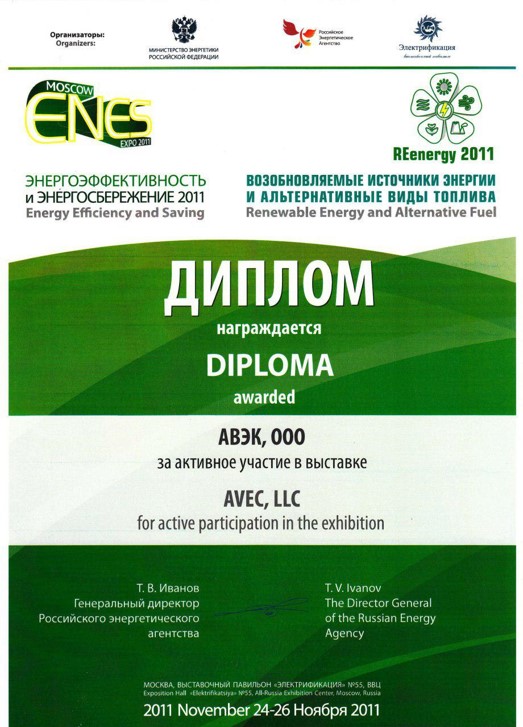 Организаторы:
Organizers:
МИНИСТЕРСТВО ЭНЕРГЕТИКИ
РОССИЙСКОЙ ФЕДЕРАЦИИ
Российское
Энергетическое
Агентство
Электрификация
MOSCOW
ENES
EXPO 2011
REenergy 2011
ЭНЕРГОЭФФЕКТИВНОСТЬ
и ЭНЕРГОСБЕРЕЖЕНИЕ 2011
Energy Efficiency and Saving
ВОЗОБНОВЛЯЕМЫЕ ИСТОЧНИКИ ЭНЕРГИИ
И АЛЬТЕРНАТИВНЫЕ ВИДЫ ТОПЛИВА
Renewable Energy and Alternative Fuel
ДИПЛОМ
награждается
DIPLOMA
awarded
АВЭК, ООО
за активное участие в выставке
AVEC, LLC
for active participation in the exhibition
Т. В. Иванов
Генеральный директор
Российского энергетического
агентства
T. V. Ivanov
The Director General
of the Russian Energy
Agency
МОСКВА, ВЫСТАВОЧНЫЙ ПАВИЛЬОН «ЭЛЕКТРИФИКАЦИЯ» №55, ВВЦ
Exposition Hall «Elektrifikatsiya» №55, All-Russia Exhibition Center, Moscow, Russia
2011 November 24-26 Ноября 2011